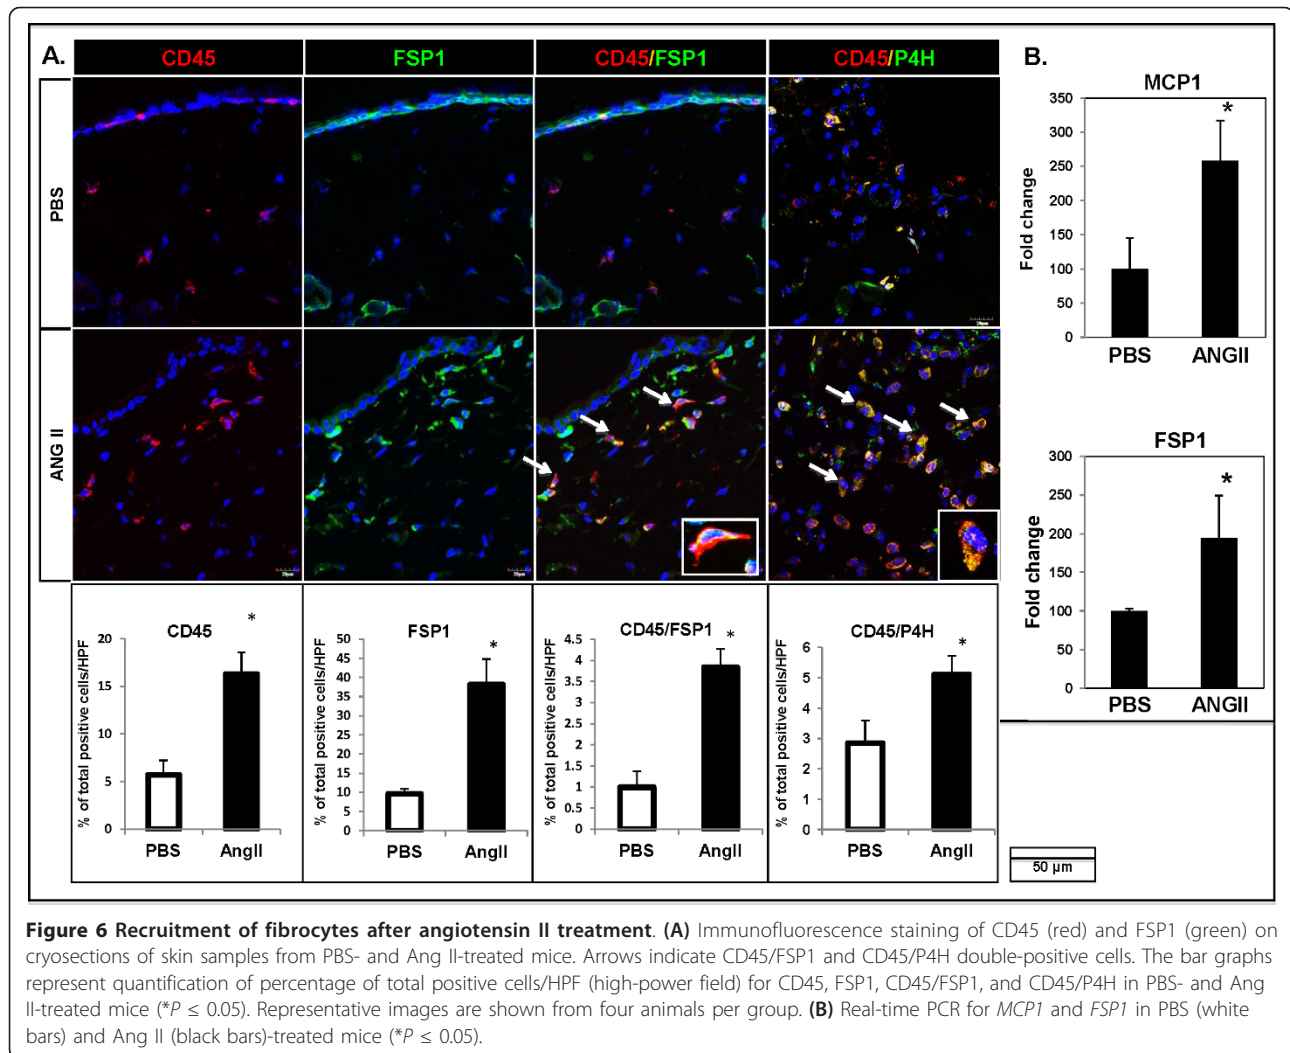 A.
CD45
FSP1
CD45/FSP1
CD45/P4H
B.
PBS
ANG II
20µm
20µm
20µm
CD45
% of total positive cells/HPF
20
15
10
5
0
*
PBS
AngII
FSP1
% of total positive cells/HPF
50
45
40
35
30
25
20
15
10
5
0
*
PBS
AngII
CD45/FSP1
% of total positive cells/HPF
4.5
4
3.5
3
2.5
2
1.5
1
0.5
0
*
PBS
AngII
CD45/P4H
% of total positive cells/HPF
6
5
4
3
2
1
0
*
PBS
AngII
MCP1
Fold change
350
300
250
200
150
100
50
0
*
PBS
ANGII
FSP1
Fold change
300
250
200
150
100
50
0
*
PBS
ANGII
50 µm
Figure 6 Recruitment of fibrocytes after angiotensin II treatment. (A) Immunofluorescence staining of CD45 (red) and FSP1 (green) on
cryosections of skin samples from PBS- and Ang II-treated mice. Arrows indicate CD45/FSP1 and CD45/P4H double-positive cells. The bar graphs
represent quantification of percentage of total positive cells/HPF (high-power field) for CD45, FSP1, CD45/FSP1, and CD45/P4H in PBS- and Ang
II-treated mice (*P ≤ 0.05). Representative images are shown from four animals per group. (B) Real-time PCR for MCP1 and FSP1 in PBS (white
bars) and Ang II (black bars)-treated mice (*P ≤ 0.05).